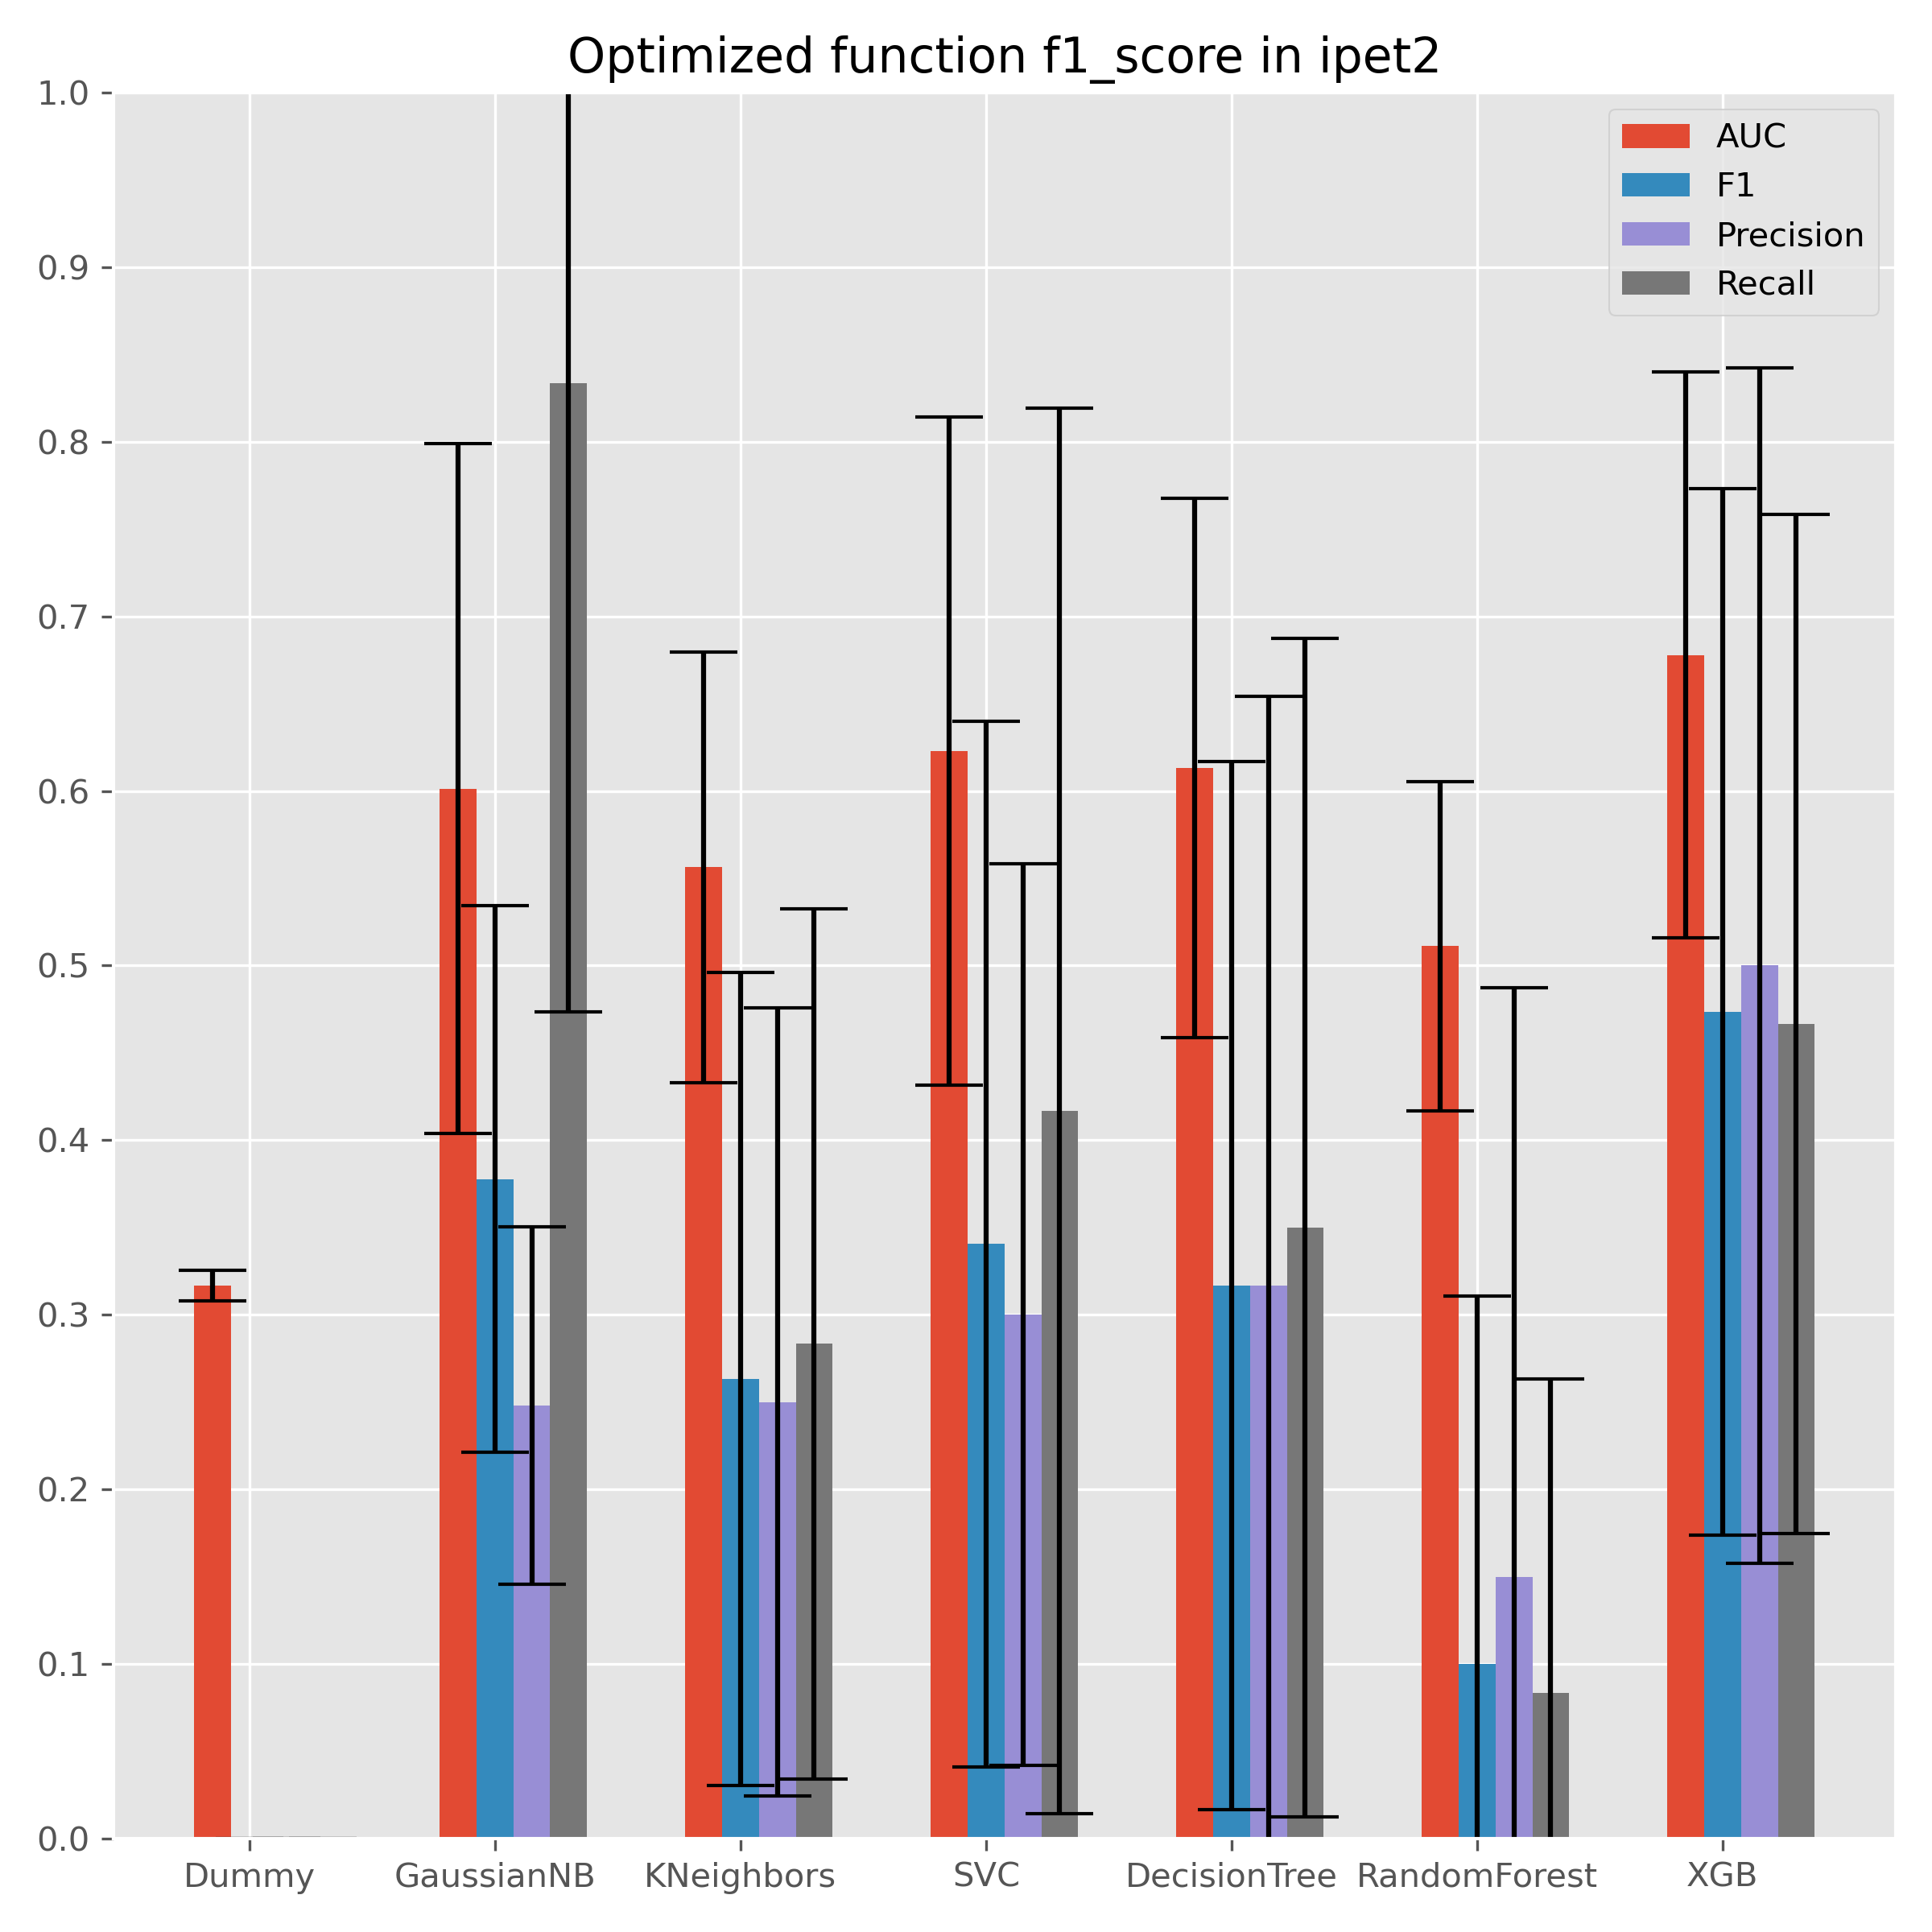 Optimized function f1_score in ipet2
1.0
0.9
0.8
0.7
0.6
0.5
0.4
0.3
0.2
0.1
0.0
AUC
F1
Precision
Recall
Dummy GaussianNB KNeighbors SVC DecisionTree RandomForest XGB